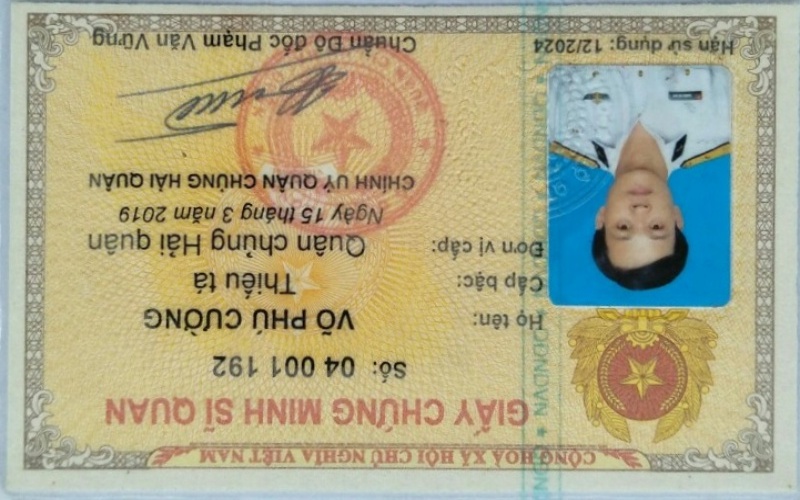 CỘNG HOÀ XÃ HỘI CHỦ NGHĨA VIỆT NAM
GIẤY CHỨNG MINH SĨ QUAN
Số: 04 001 192
Họ tên: VÕ PHÚ CƯỜNG
Cấp bậc: Thiếu tá
Đơn vị cấp: Quân chủng Hải quân
Ngày 15 tháng 3 năm 2019
CHÍNH UỶ QUÂN CHỦNG HẢI QUÂN
Hạn sử dụng: 12/2024
Chuẩn Đô đốc Phạm Văn Vững